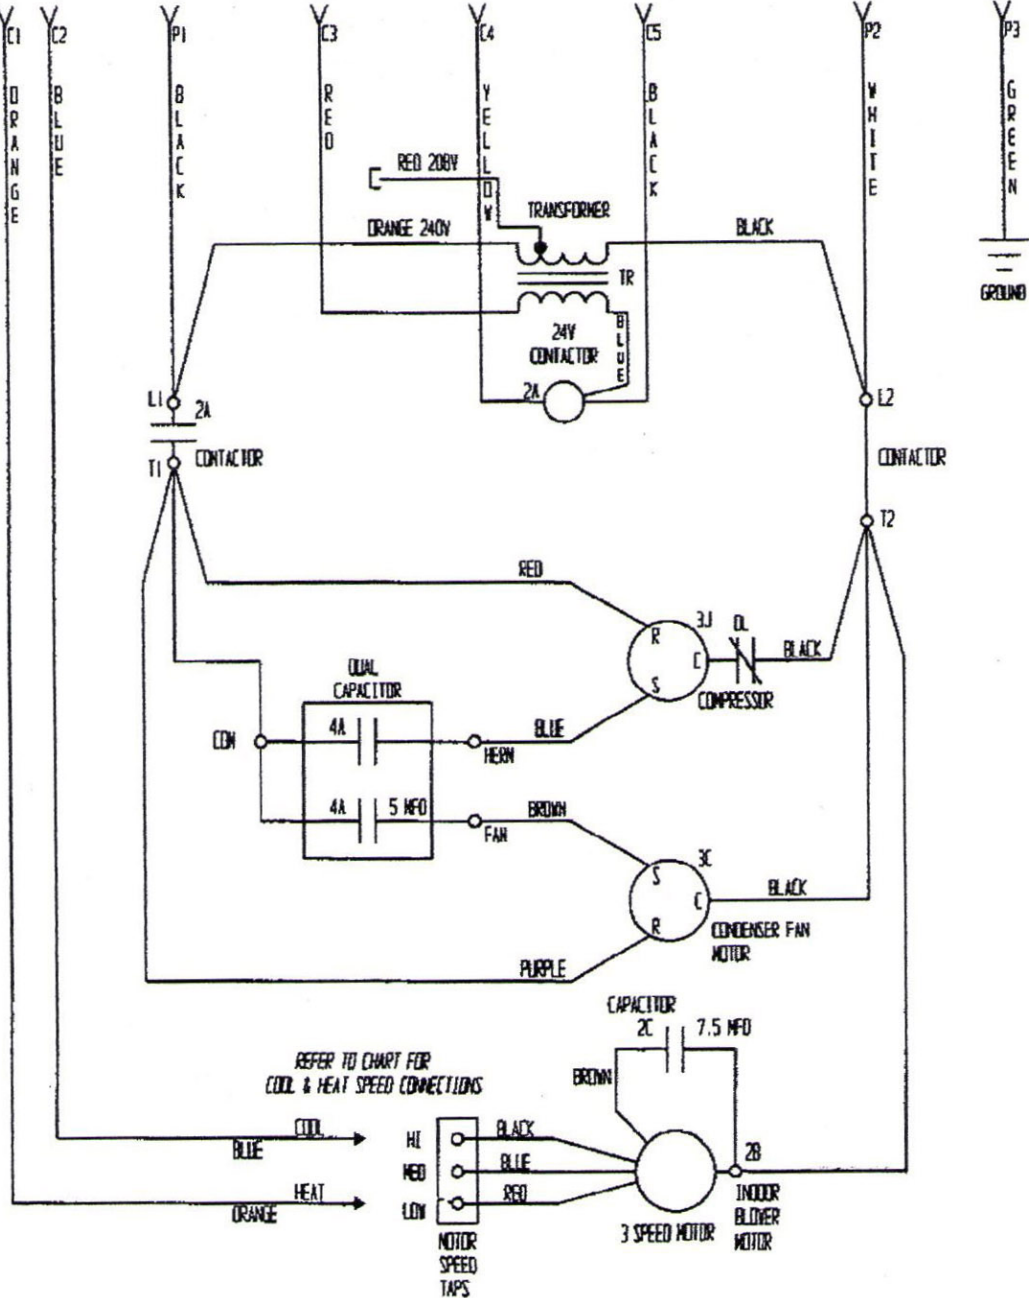 C1 C2 P1 C3 C4 C5 P2 P3
ORANGE
BLUE
BLACK
RED
YELLOW
BLACK
WHITE
GREEN
RED 208V
TRANSFORMER
ORANGE 240V
BLACK
TR
GROUND
24V
CONTACTOR
BLUE
2A
L1
2A
L2
T1
CONTACTOR
CONTACTOR
T2
RED
R
3J
OL
C
BLACK
S
COMPRESSOR
DUAL
CAPACITOR
4A
COM
BLUE
HERM
4A
5 MFD
BROWN
FAN
S
3C
C
BLACK
R
CONDENSER FAN
MOTOR
PURPLE
CAPACITOR
2C
7.5 MFD
BROWN
REFER TO CHART FOR
COOL & HEAT SPEED CONNECTIONS
COOL
BLUE
HI
BLACK
MED
BLUE
2B
HEAT
ORANGE
LOW
RED
INDOOR
BLOWER
MOTOR
3 SPEED MOTOR
MOTOR
SPEED
TAPS